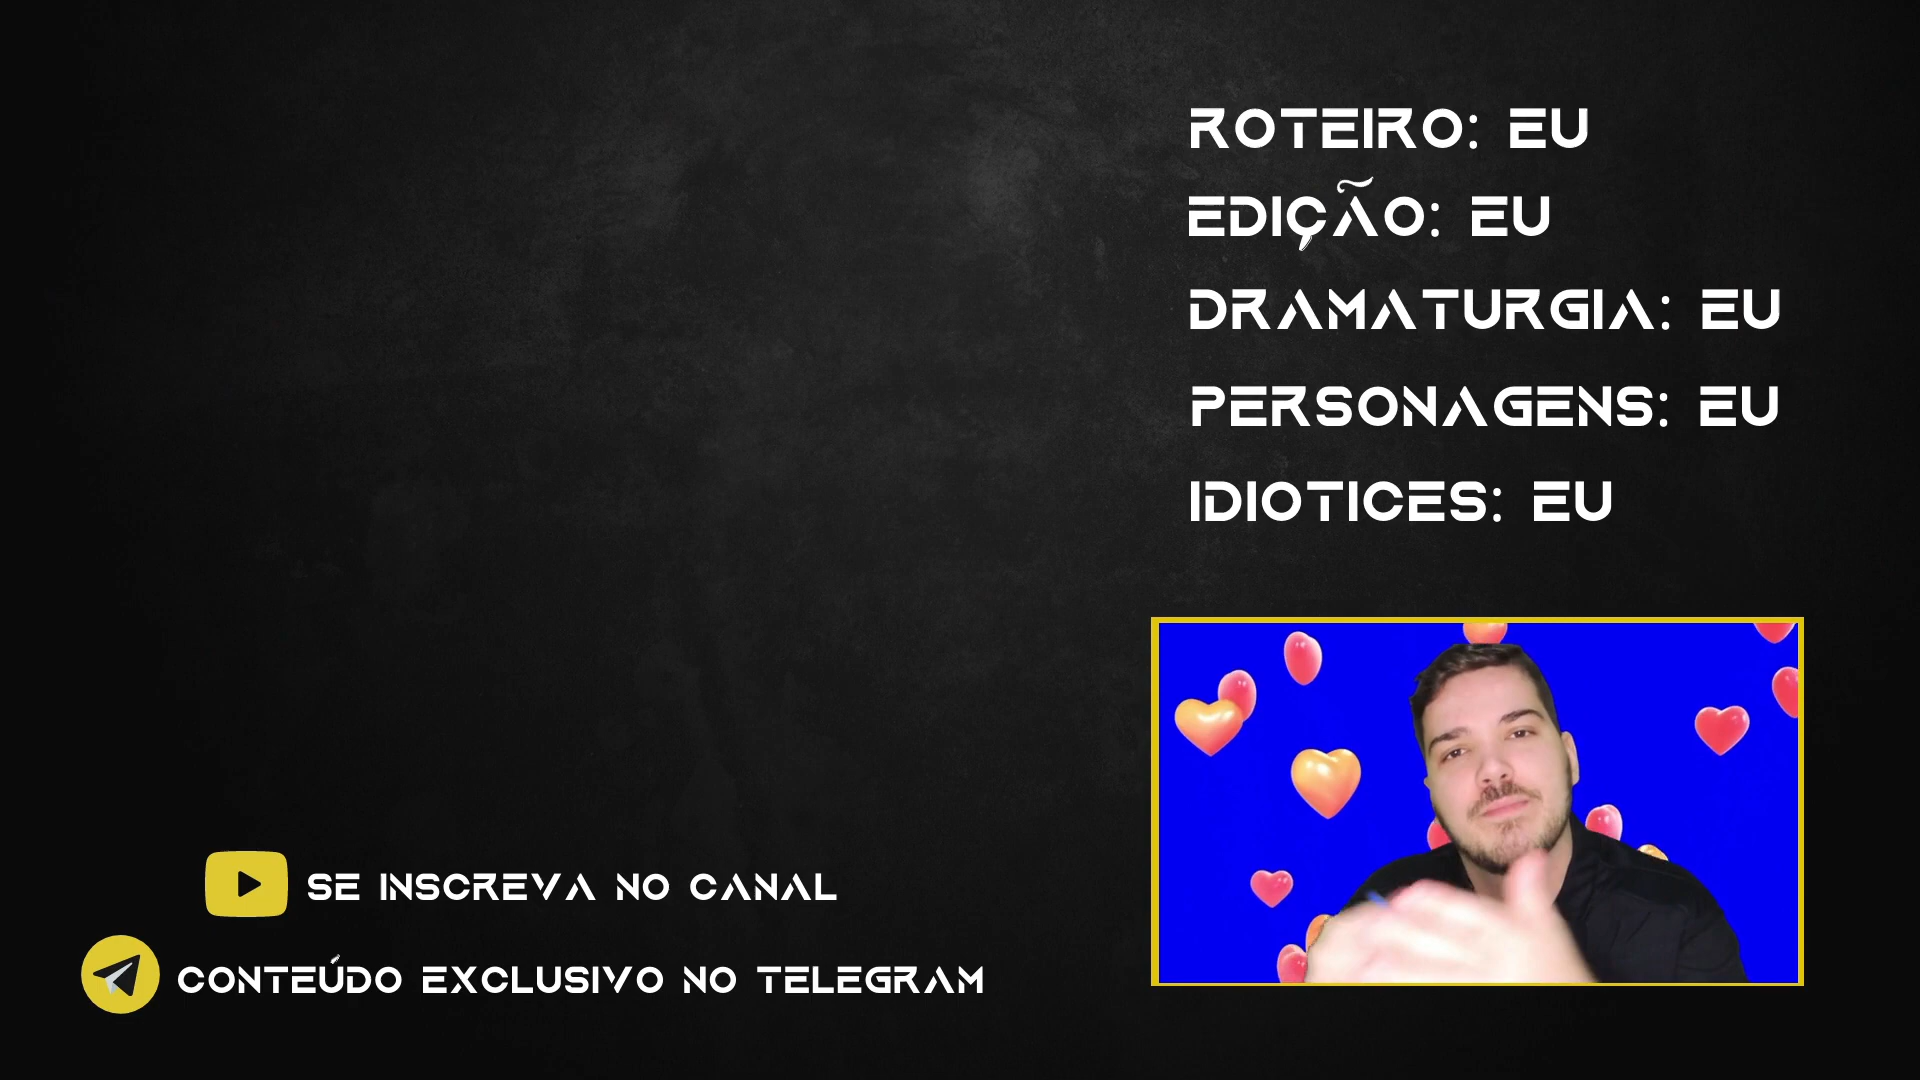 ROTEIRO: EU
EDIÇÃO: EU
DRAMATURGIA: EU
PERSONAGENS: EU
IDIOTICES: EU
SE INSCREVA NO CANAL
CONTEÚDO EXCLUSIVO NO TELEGRAM